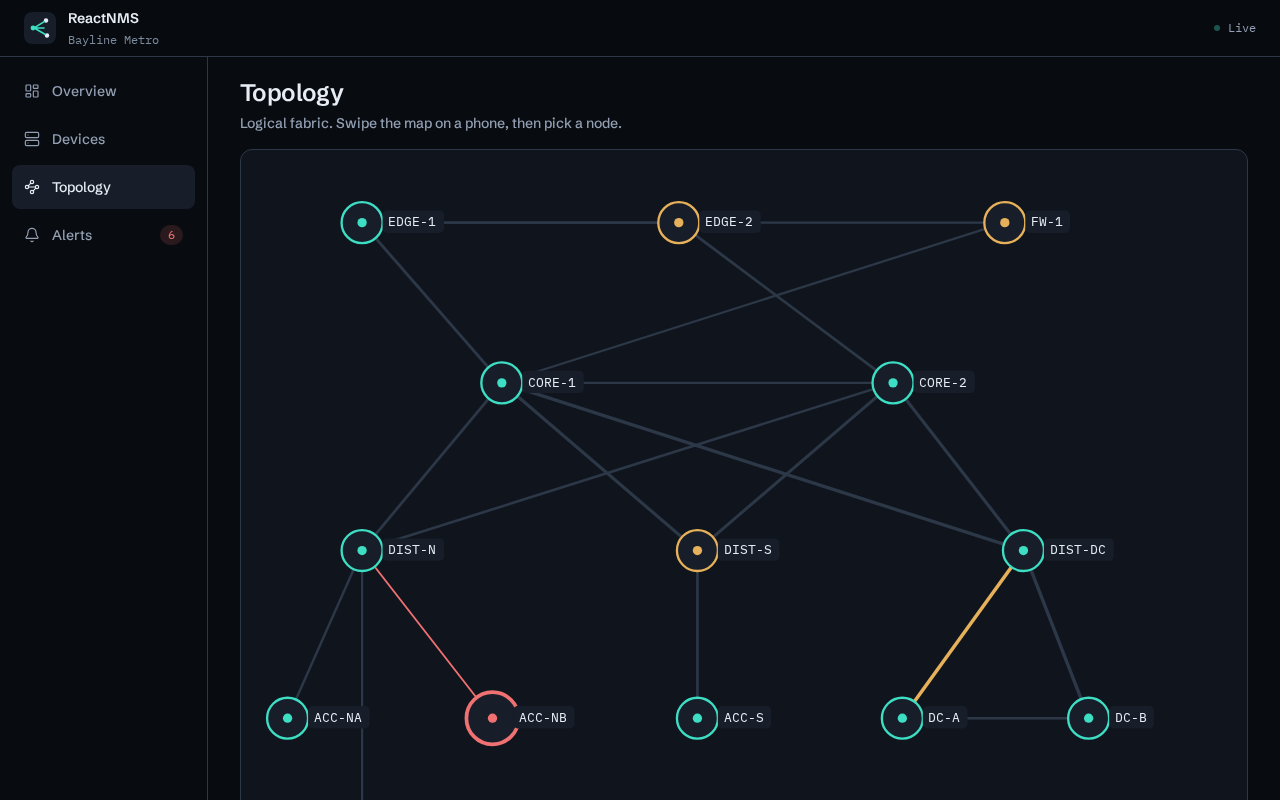 ReactNMS
Bayline Metro
Live
Overview
Devices
Topology
Alerts
6
Topology
Logical fabric. Swipe the map on a phone, then pick a node.
EDGE-1
EDGE-2
FW-1
CORE-1
CORE-2
DIST-N
DIST-S
DIST-DC
ACC-NA
ACC-NB
ACC-S
DC-A
DC-B